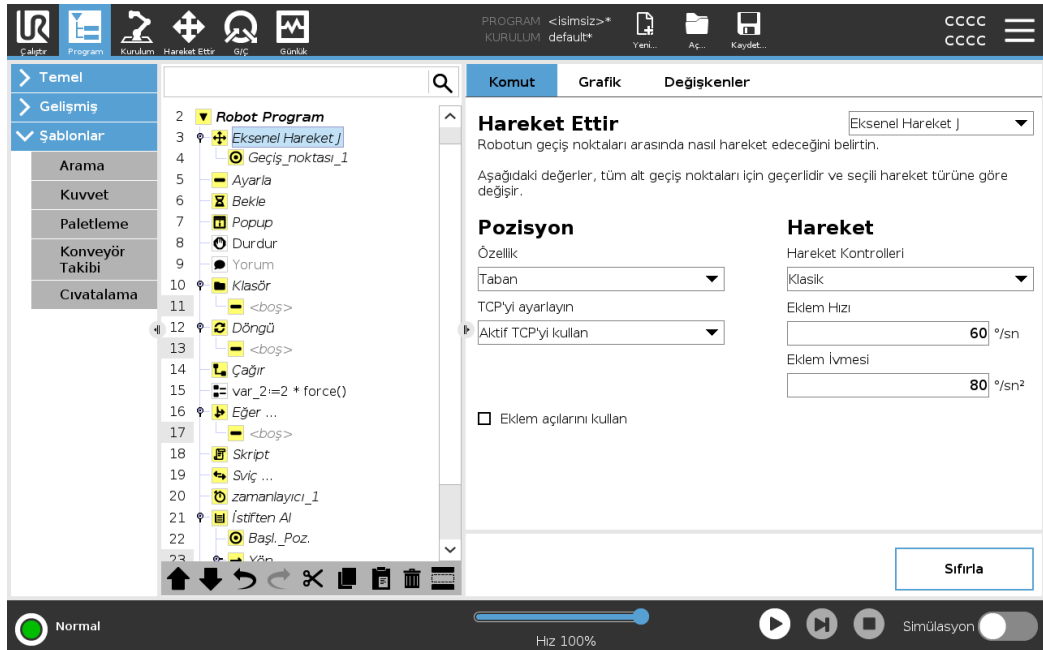 UR
Çalıştır
Program
Kurulum
Hareket Ettir
G/Ç
Günlük
PROGRAM <isimsiz>*
KURULUM default*
Yeni...
Aç...
Kaydet...
CCCC
CCCC
Temel
Gelişmiş
Şablonlar
Arama
Kuvvet
Paletleme
Konveyör
Takibi
Cıvatalama
2 Robot Program
3 Eksenel Hareket J
4 Geçiş_noktası_1
5 Ayarla
6 Bekle
7 Popup
8 Durdur
9 Yorum
10 Klasör
11 <boş>
12 Döngü
13 <boş>
14 Çağır
15 var_2:=2 * force()
16 Eğer ...
17 <boş>
18 Skript
19 Sviç ...
20 zamanlayıcı_1
21 İstiften Al
22 Başl._Poz.
23 Yön
Komut
Grafik
Değişkenler
Hareket Ettir
Eksenel Hareket J
Robotun geçiş noktaları arasında nasıl hareket edeceğini belirtin.
Aşağıdaki değerler, tüm alt geçiş noktaları için geçerlidir ve seçili hareket türüne göre
değişir.
Pozisyon
Özellik
Taban
TCP'yi ayarlayın
Aktif TCP'yi kullan
Eklem açılarını kullan
Hareket
Hareket Kontrolleri
Klasik
Eklem Hızı
60 °/sn
Eklem İvmesi
80 °/sn²
Sıfırla
Normal
Hız 100%
Simülasyon